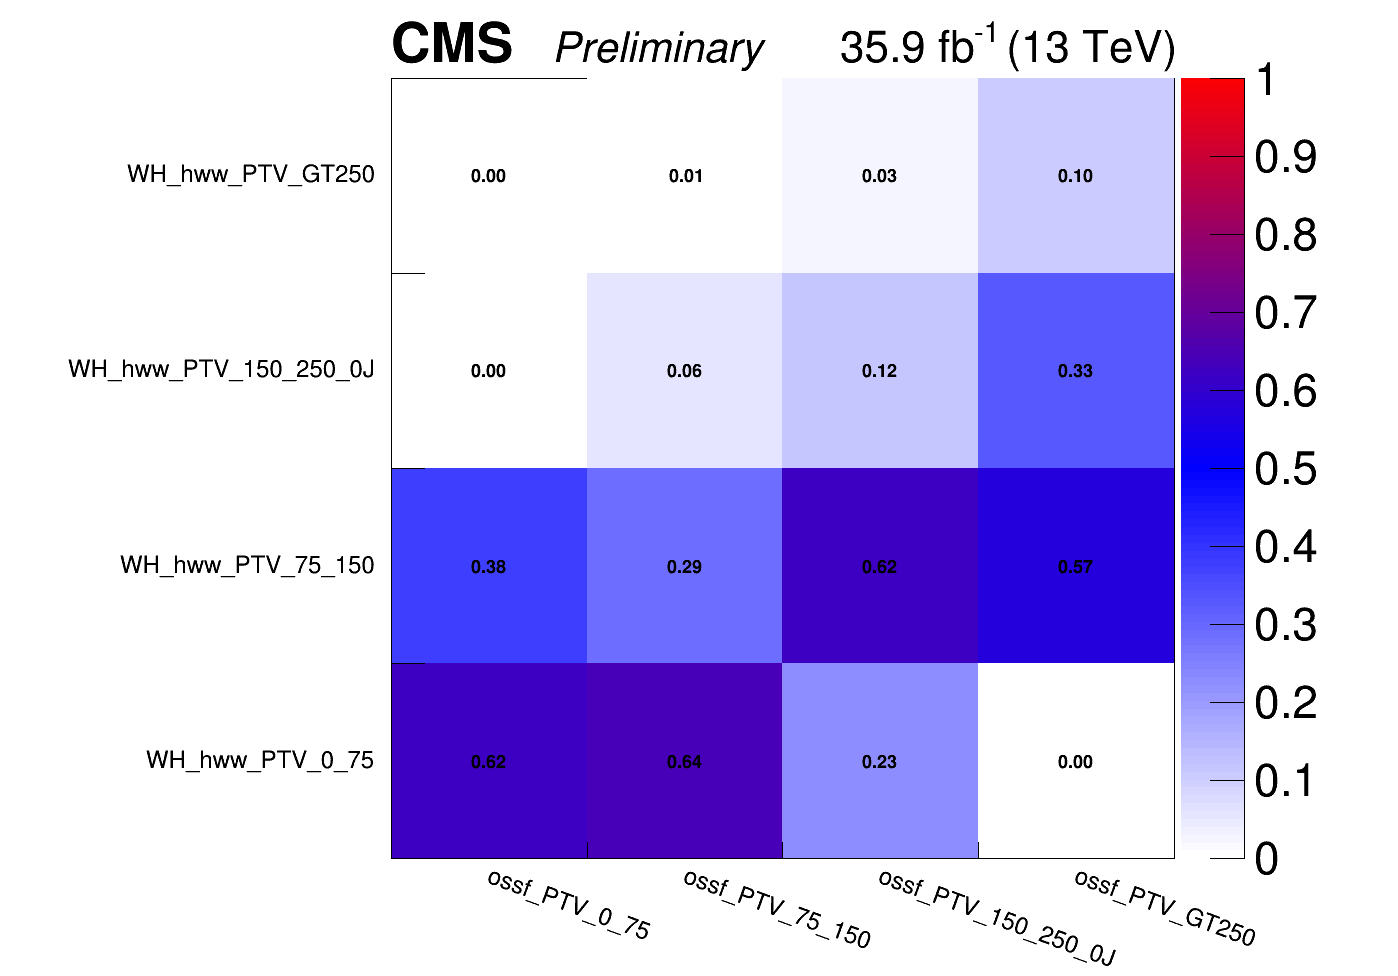 CMS Preliminary 35.9 fb-1 (13 TeV)
WH_hww_PTV_GT250 0.00 0.01 0.03 0.10
WH_hww_PTV_150_250_0J 0.00 0.06 0.12 0.33
WH_hww_PTV_75_150 0.38 0.29 0.62 0.57
WH_hww_PTV_0_75 0.62 0.64 0.23 0.00
ossf_PTV_0_75 ossf_PTV_75_150 ossf_PTV_150_250_0J ossf_PTV_GT250
1
0.9
0.8
0.7
0.6
0.5
0.4
0.3
0.2
0.1
0